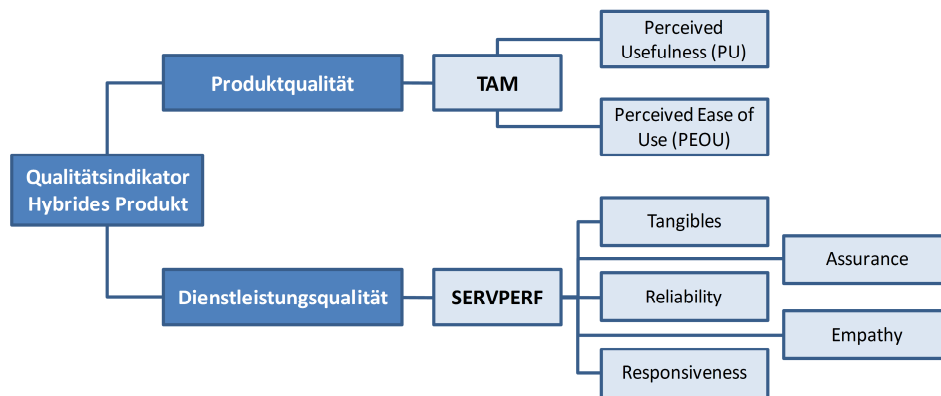 Perceived
Usefulness (PU)
Produktqualität
TAM
Perceived Ease of
Use (PEOU)
Qualitätsindikator
Hybrides Produkt
Tangibles
Assurance
Dienstleistungsqualität
SERVPERF
Reliability
Empathy
Responsiveness